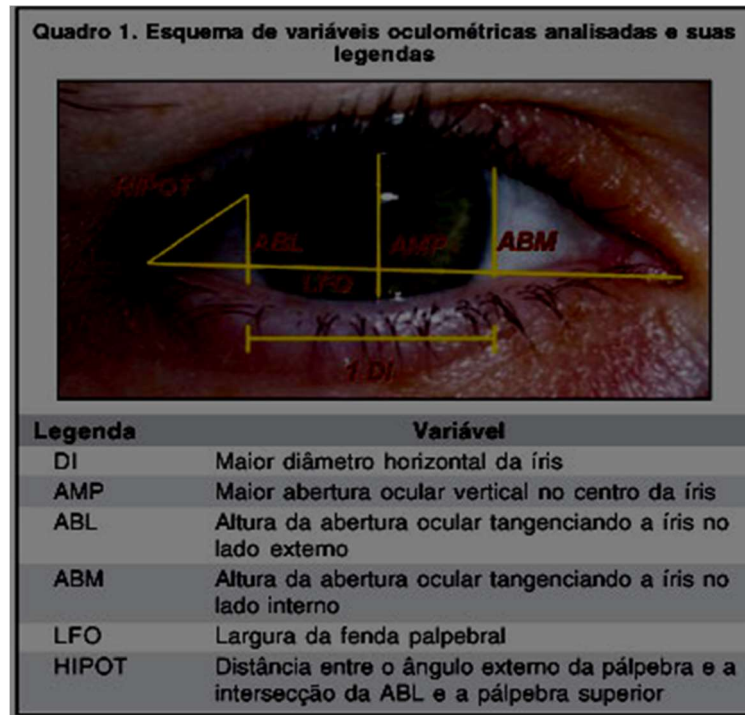 Quadro 1. Esquema de variáveis oculométricas analisadas e suas
legendas
HIPOT
ABL
AMP
ABM
LFO
1 DI
Legenda Variável
DI Maior diâmetro horizontal da íris
AMP Maior abertura ocular vertical no centro da íris
ABL Altura da abertura ocular tangenciando a íris no
lado externo
ABM Altura da abertura ocular tangenciando a íris no
lado interno
LFO Largura da fenda palpebral
HIPOT Distância entre o ângulo externo da pálpebra e a
intersecção da ABL e a pálpebra superior